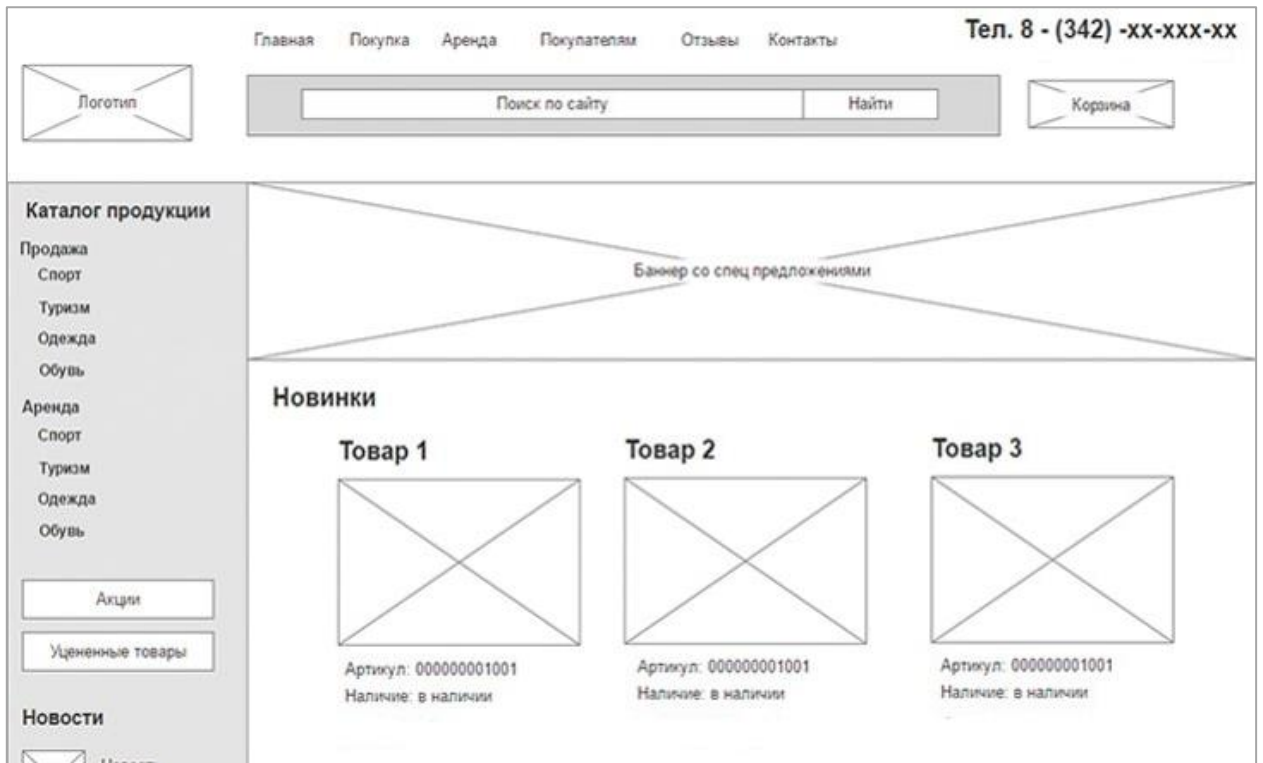 Главная Покупка Аренда Покупателям Отзывы Контакты
Тел. 8 - (342) -xx-xxx-xx
Логотип
Поиск по сайту Найти
Корзина
Каталог продукции
Продажа
Спорт
Туризм
Одежда
Обувь
Аренда
Спорт
Туризм
Одежда
Обувь
Акции
Уцененные товары
Новости
Баннер со спец предложениями
Новинки
Товар 1 Товар 2 Товар 3
Артикул: 000000001001 Артикул: 000000001001 Артикул: 000000001001
Наличие: в наличии Наличие: в наличии Наличие: в наличии